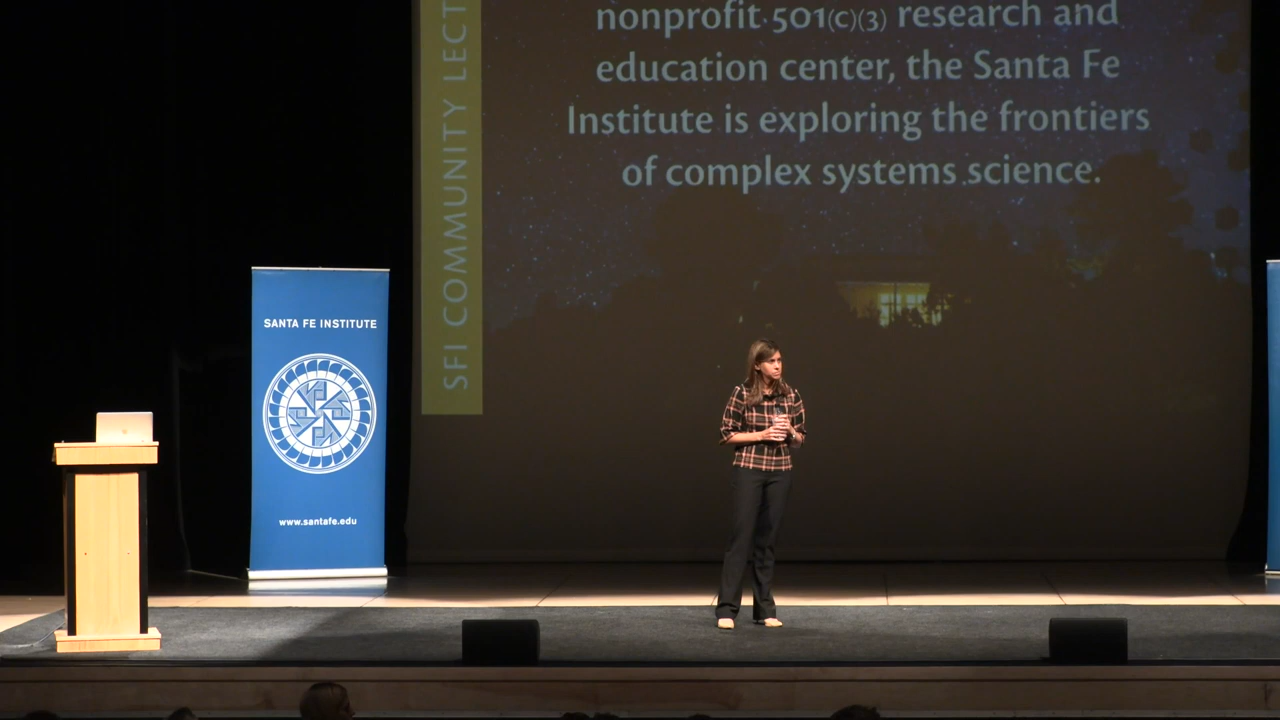 nonprofit 501(c)(3) research and
education center, the Santa Fe
Institute is exploring the frontiers
of complex systems science.
SFI COMMUNITY LECT
SANTA FE INSTITUTE
www.santafe.edu